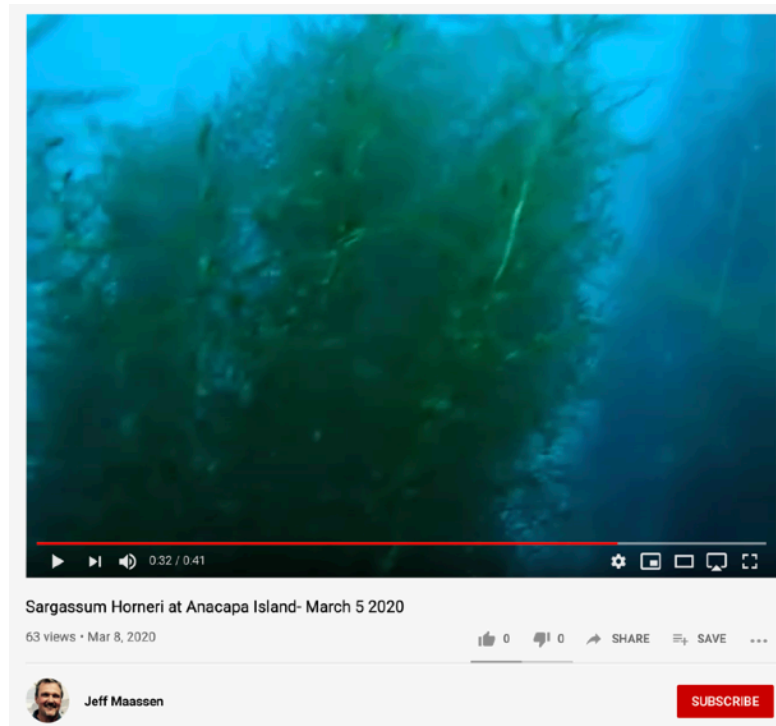 0:32 / 0:41
Sargassum Horneri at Anacapa Island- March 5 2020
63 views • Mar 8, 2020
0 0 SHARE SAVE ...
Jeff Maassen SUBSCRIBE